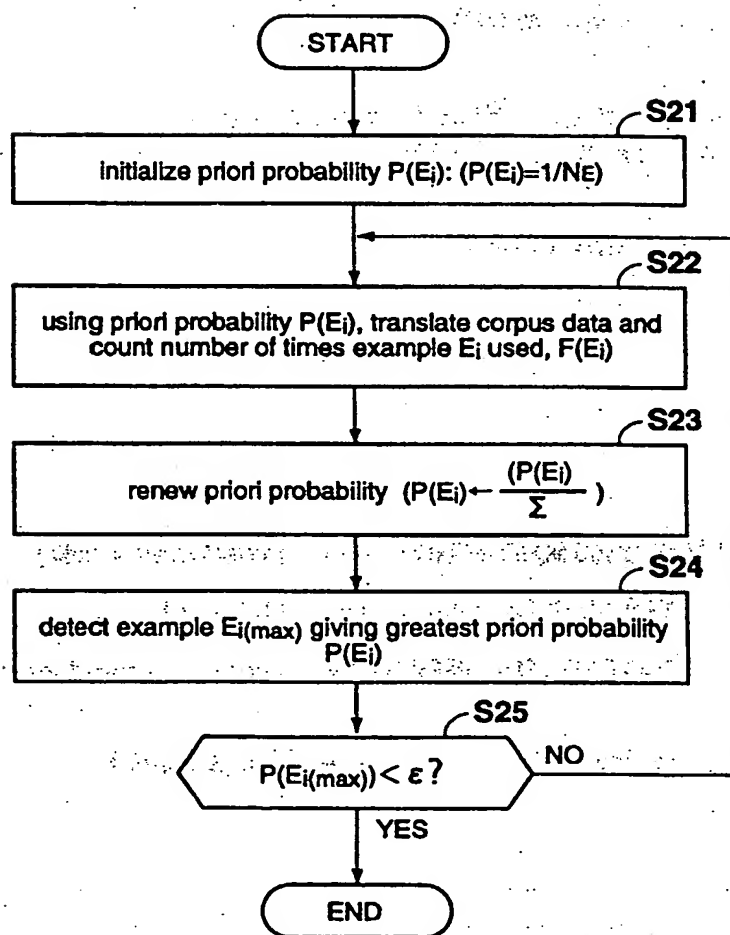 START
S21
initialize priori probability P(Ei): (P(Ei)=1/NE)
S22
using priori probability P(Ei), translate corpus data and
count number of times example Ei used, F(Ei)
S23
renew priori probability (P(Ei)← (P(Ei) / Σ )
S24
detect example Ei(max) giving greatest priori probability
P(Ei)
S25
P(Ei(max)) < ε?
NO
YES
END